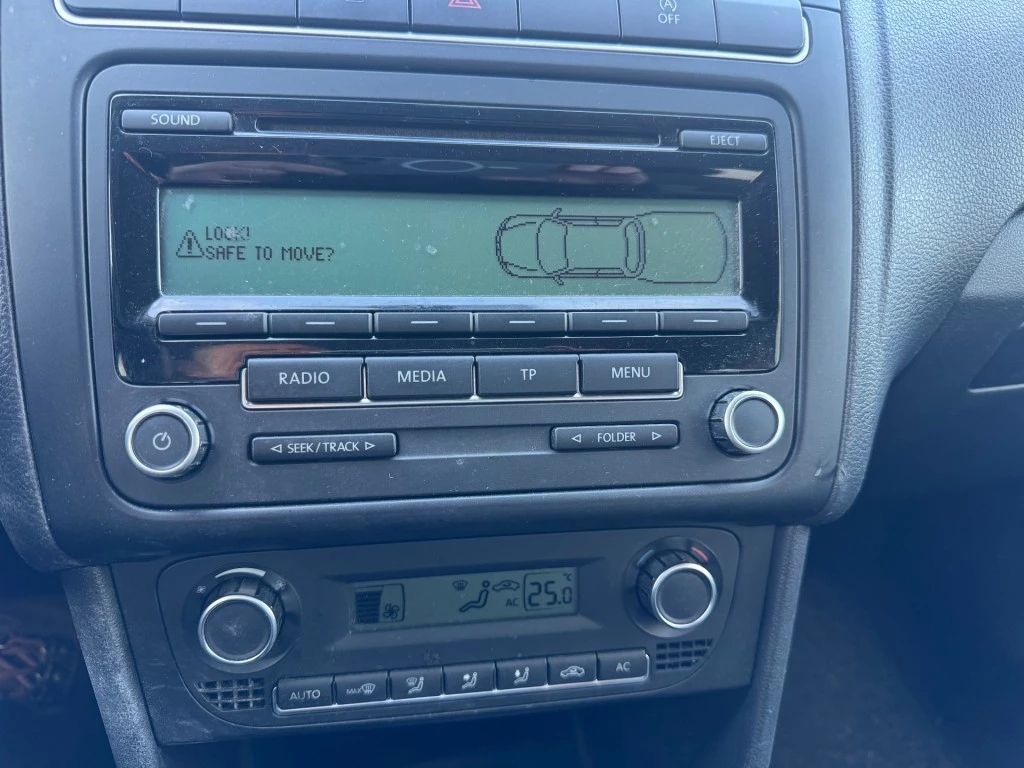 (A)
OFF
SOUND
EJECT
LOOK!
SAFE TO MOVE?
RADIO
MEDIA
TP
MENU
SEEK/TRACK
FOLDER
AC
25.0
°C
AUTO
MAX
AC